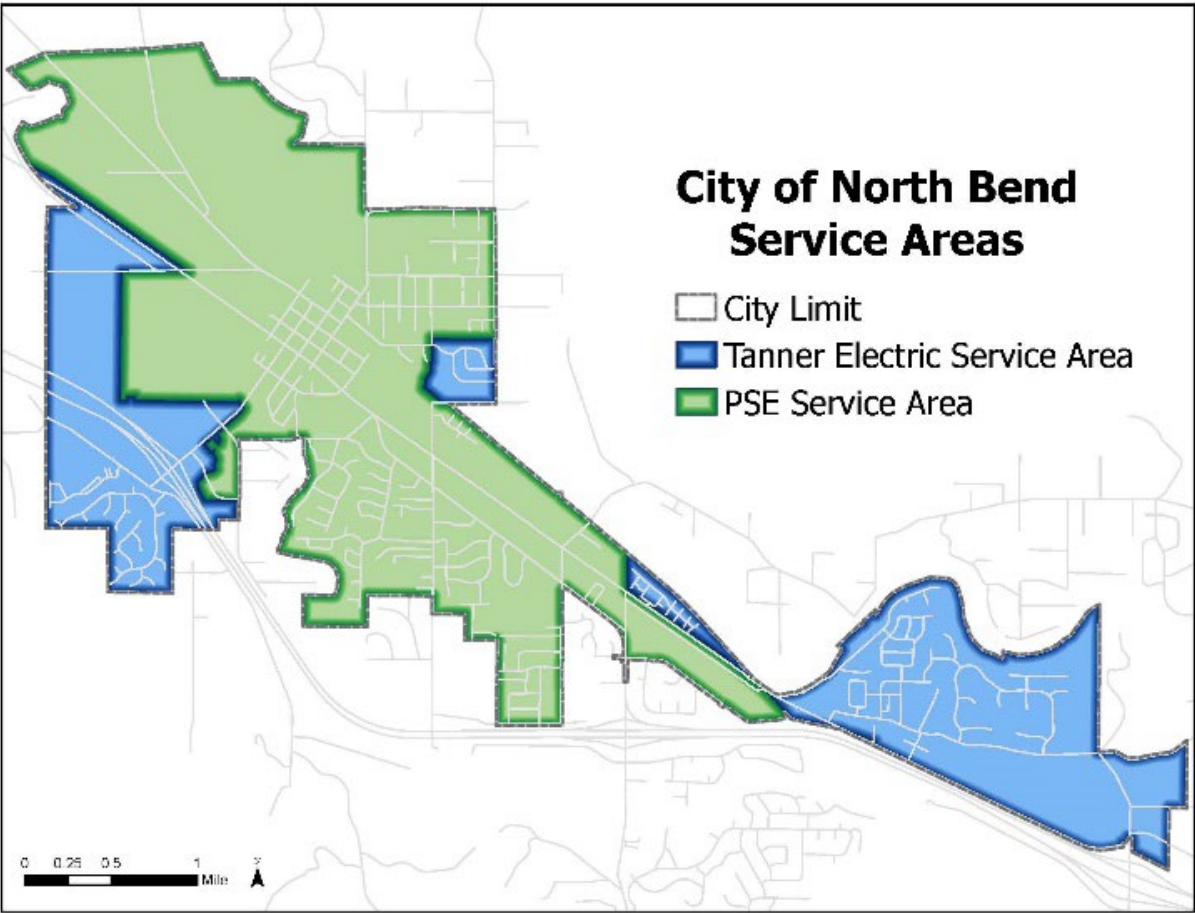 City of North Bend
Service Areas
City Limit
Tanner Electric Service Area
PSE Service Area
0 0.25 0.5 1
Mile